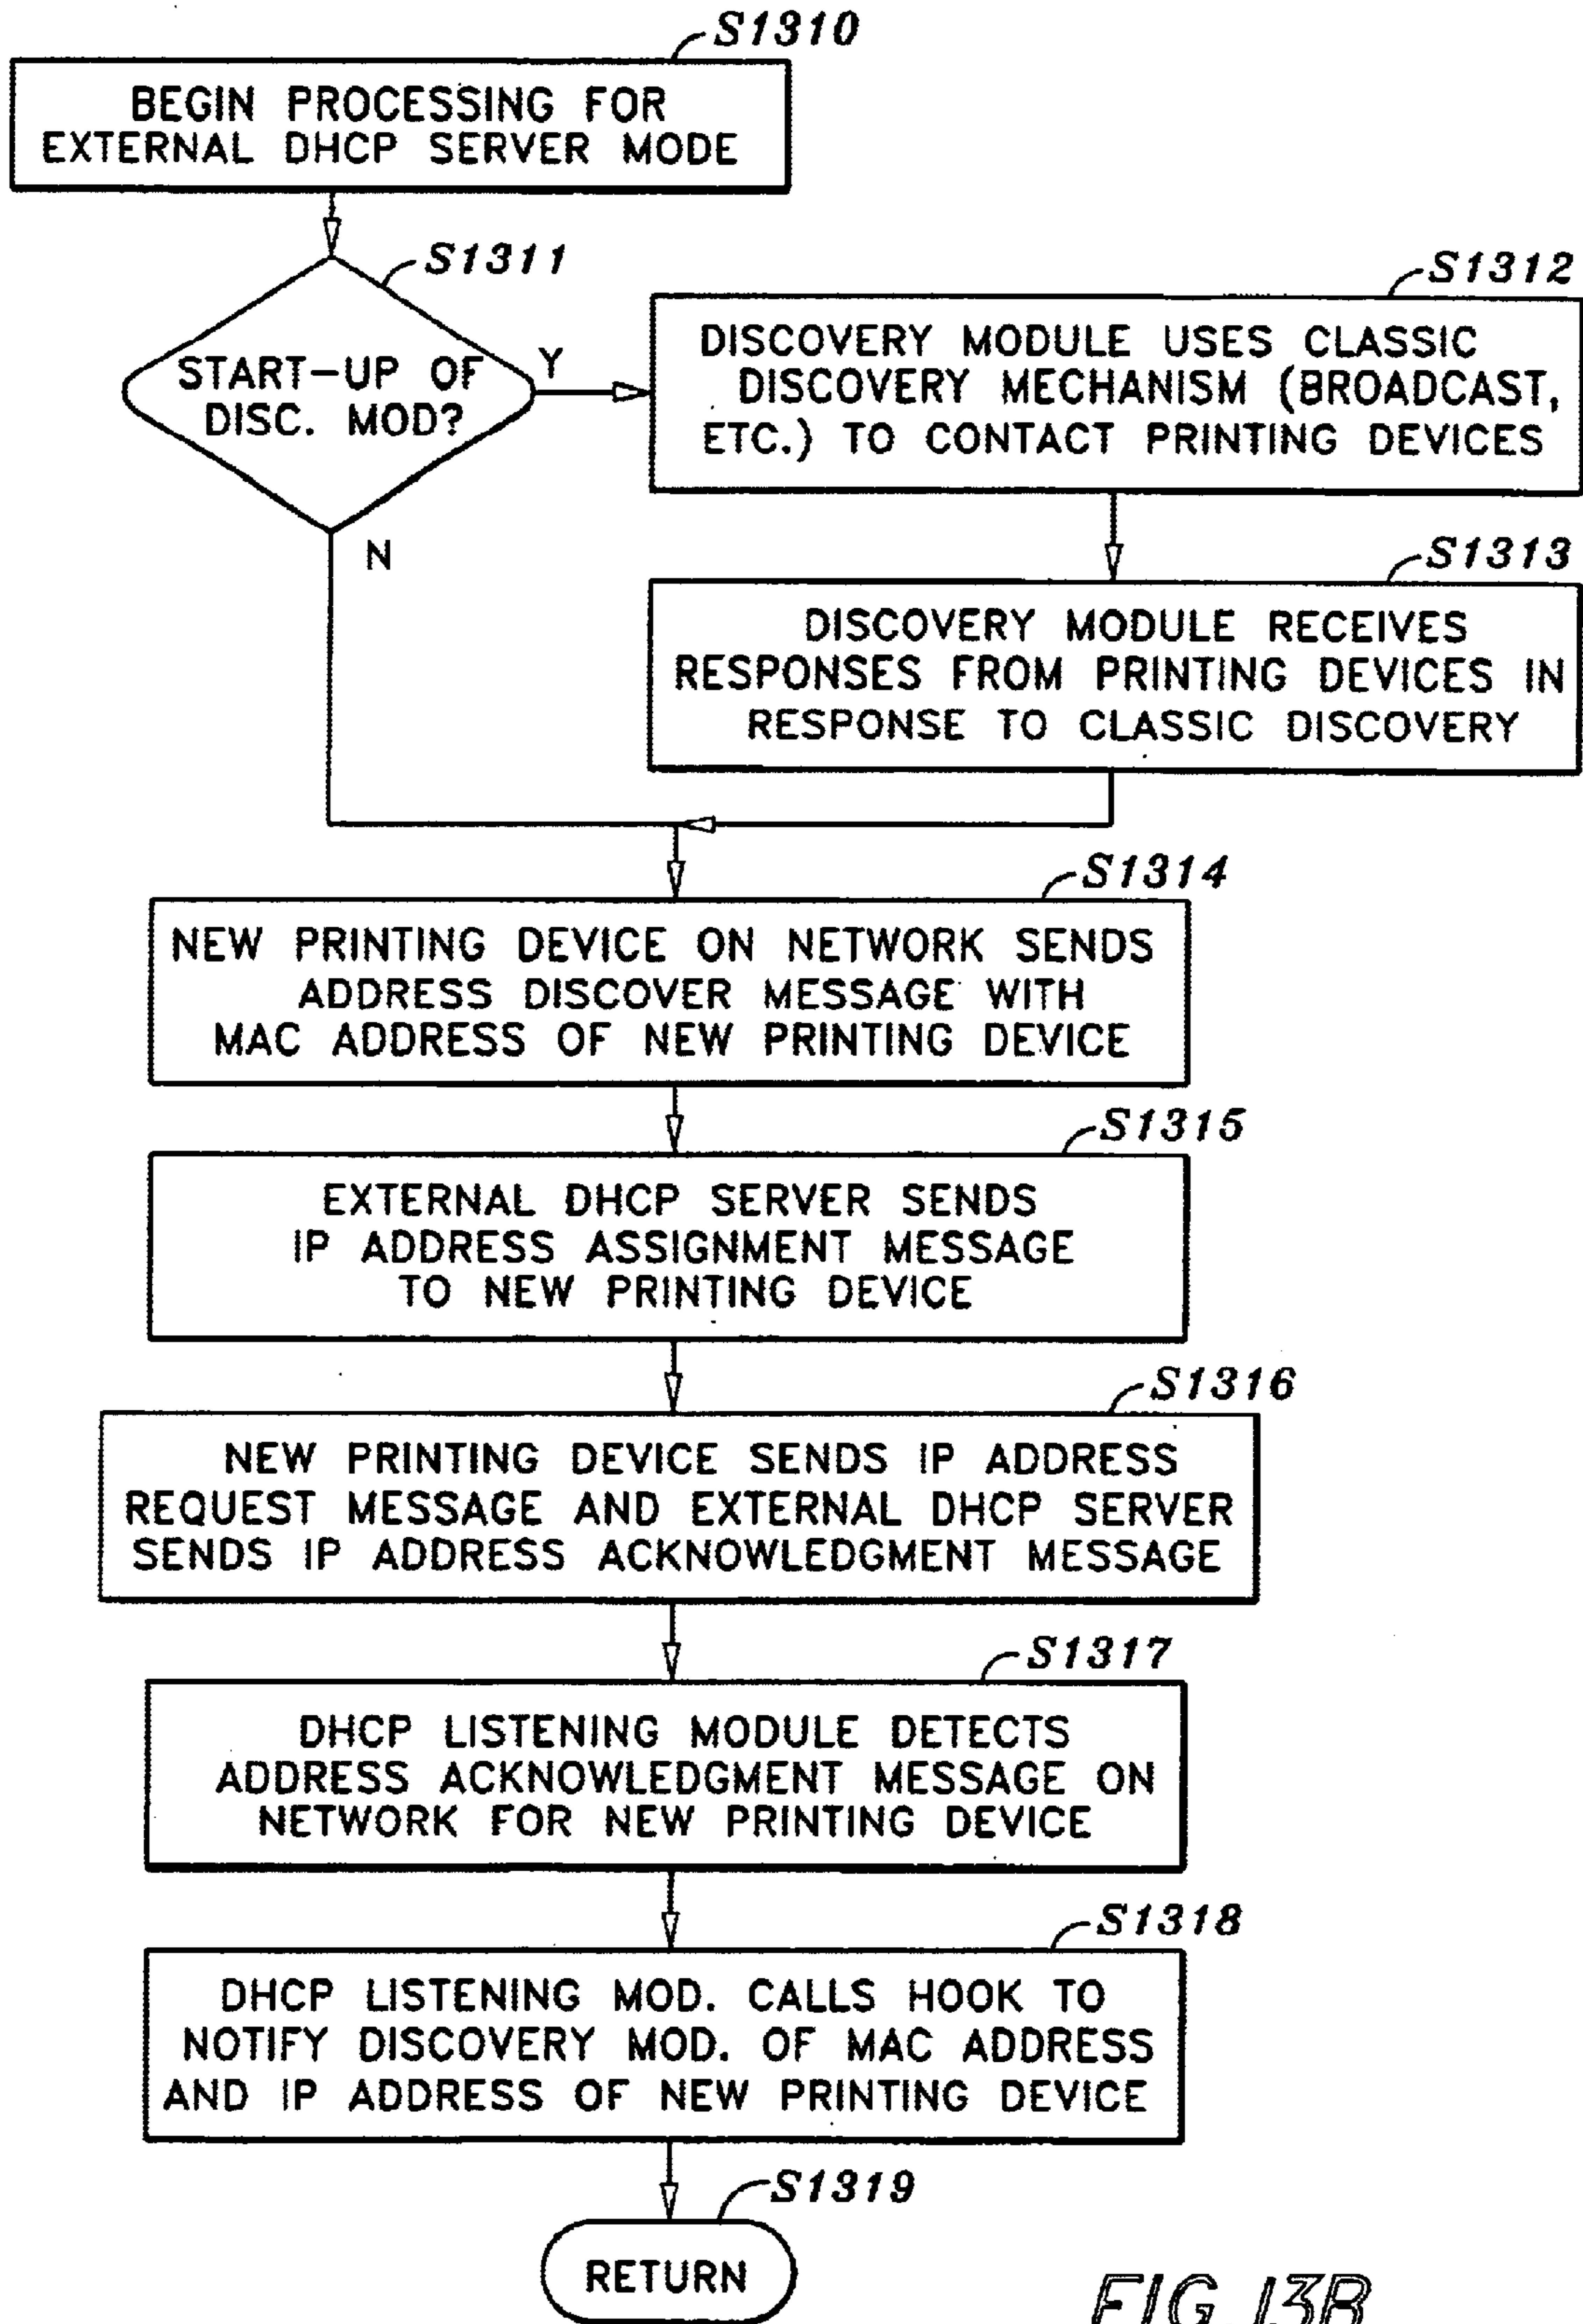 S1310
BEGIN PROCESSING FOR
EXTERNAL DHCP SERVER MODE
S1311
START-UP OF
DISC. MOD?
Y
N
S1312
DISCOVERY MODULE USES CLASSIC
DISCOVERY MECHANISM (BROADCAST,
ETC.) TO CONTACT PRINTING DEVICES
S1313
DISCOVERY MODULE RECEIVES
RESPONSES FROM PRINTING DEVICES IN
RESPONSE TO CLASSIC DISCOVERY
S1314
NEW PRINTING DEVICE ON NETWORK SENDS
ADDRESS DISCOVER MESSAGE WITH
MAC ADDRESS OF NEW PRINTING DEVICE
S1315
EXTERNAL DHCP SERVER SENDS
IP ADDRESS ASSIGNMENT MESSAGE
TO NEW PRINTING DEVICE
S1316
NEW PRINTING DEVICE SENDS IP ADDRESS
REQUEST MESSAGE AND EXTERNAL DHCP SERVER
SENDS IP ADDRESS ACKNOWLEDGMENT MESSAGE
S1317
DHCP LISTENING MODULE DETECTS
ADDRESS ACKNOWLEDGMENT MESSAGE ON
NETWORK FOR NEW PRINTING DEVICE
S1318
DHCP LISTENING MOD. CALLS HOOK TO
NOTIFY DISCOVERY MOD. OF MAC ADDRESS
AND IP ADDRESS OF NEW PRINTING DEVICE
S1319
RETURN
FIG. 13B